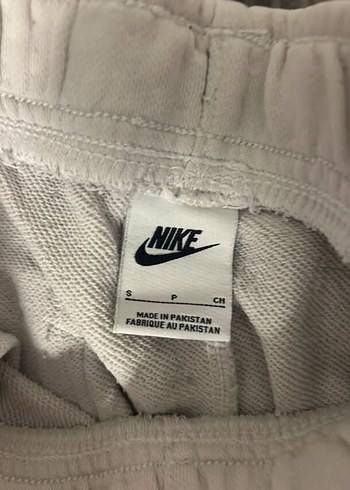 NIKE
S P CH
MADE IN PAKISTAN
FABRIQUE AU PAKISTAN